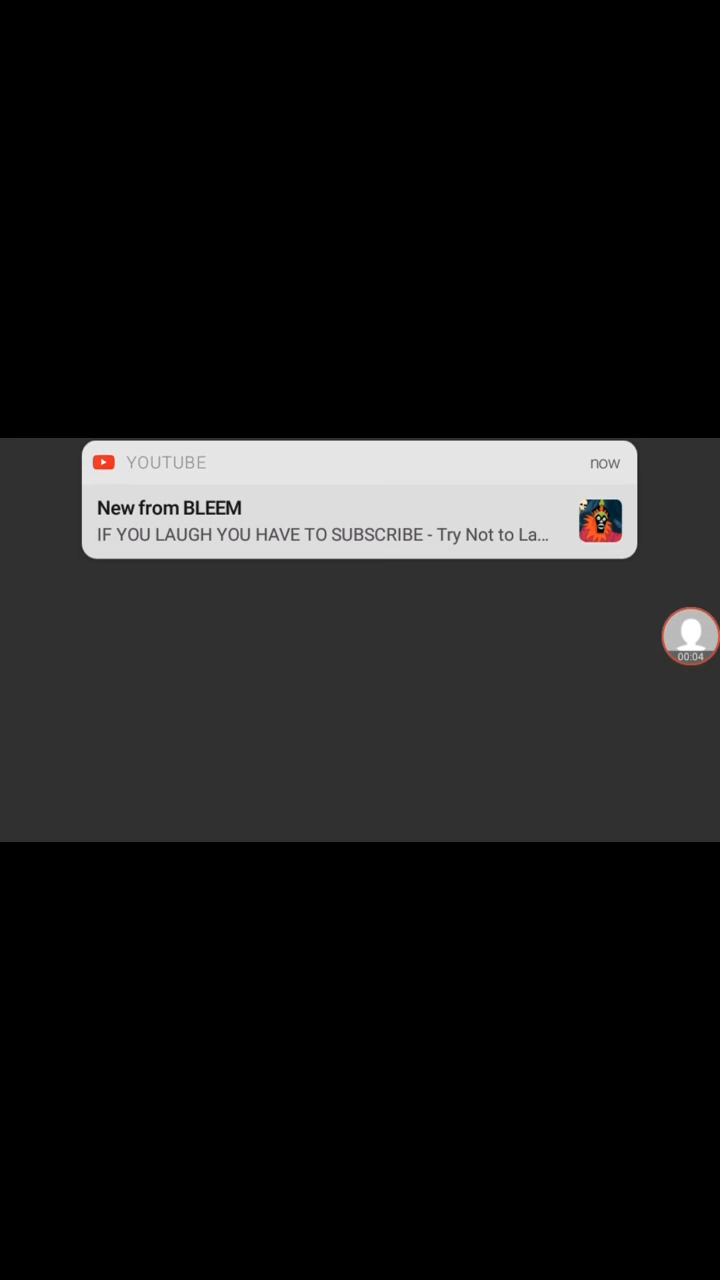 YOUTUBE now
New from BLEEM
IF YOU LAUGH YOU HAVE TO SUBSCRIBE - Try Not to La...
00:04